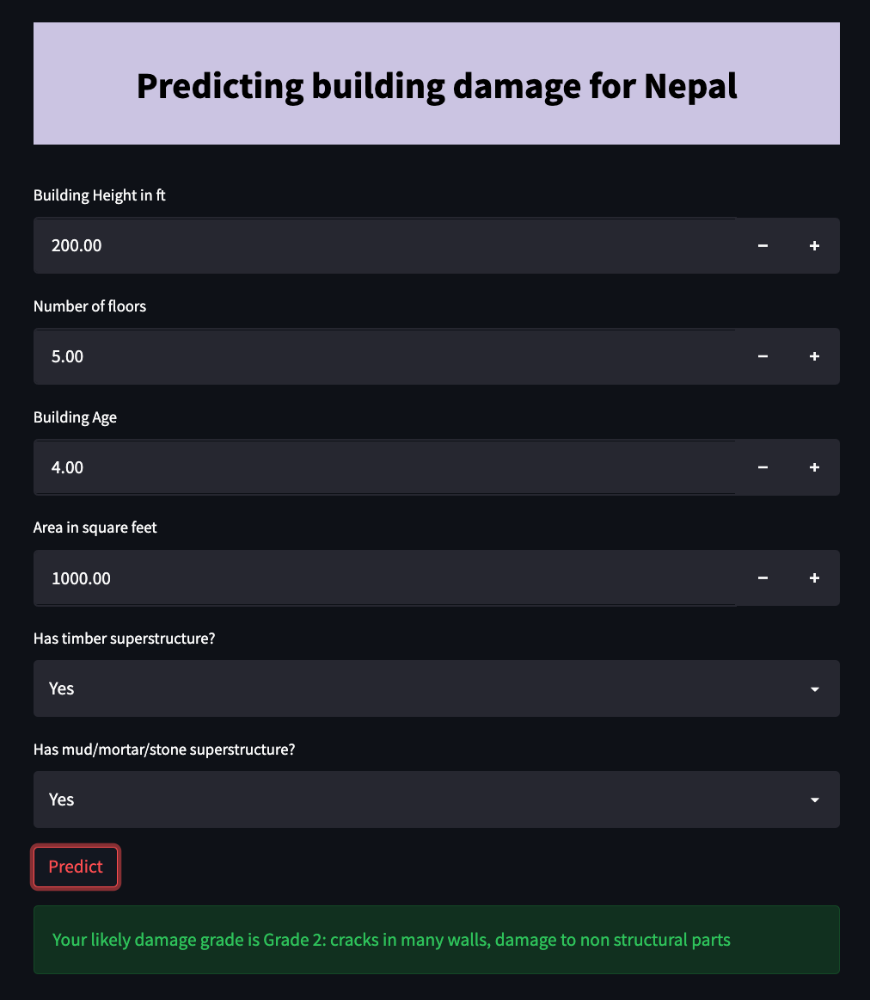 Predicting building damage for Nepal
Building Height in ft
200.00
Number of floors
5.00
Building Age
4.00
Area in square feet
1000.00
Has timber superstructure?
Yes
Has mud/mortar/stone superstructure?
Yes
Predict
Your likely damage grade is Grade 2: cracks in many walls, damage to non structural parts